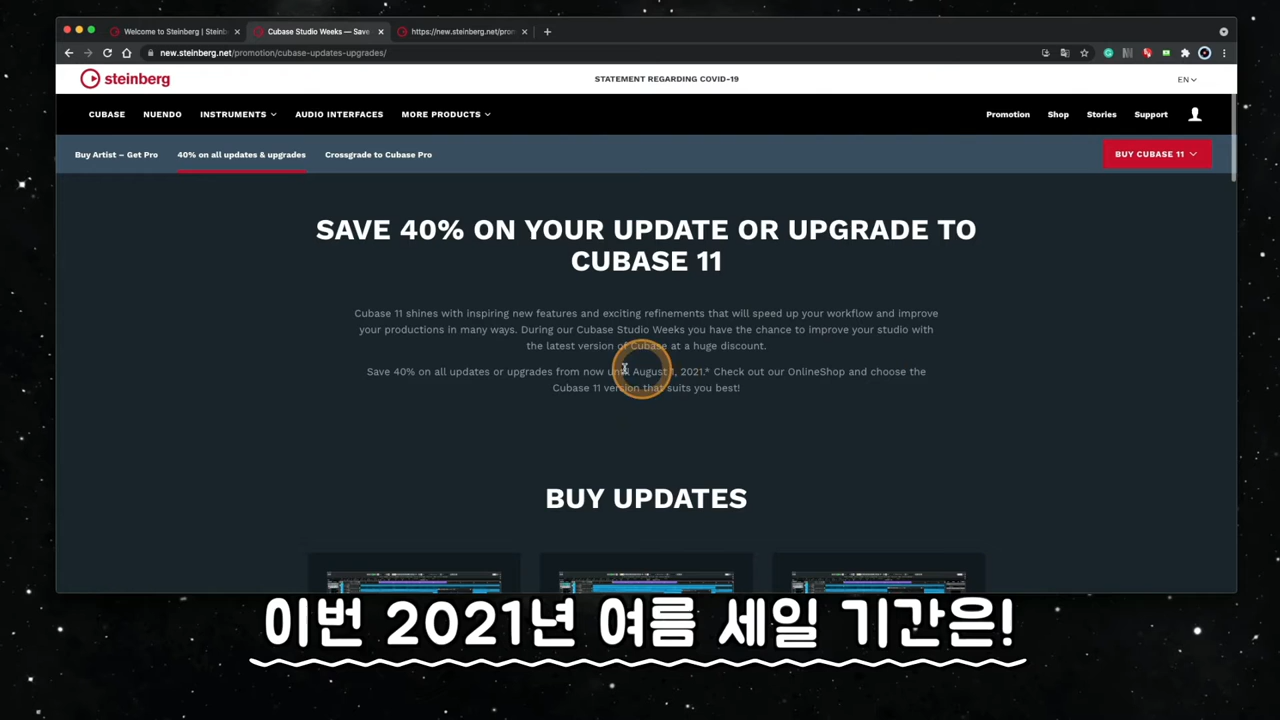 Welcome to Steinberg | Steinb
Cubase Studio Weeks — Save
https://new.steinberg.net/pron
new.steinberg.net/promotion/cubase-updates-upgrades/
steinberg
STATEMENT REGARDING COVID-19
EN
CUBASE NUENDO INSTRUMENTS AUDIO INTERFACES MORE PRODUCTS Promotion Shop Stories Support
Buy Artist – Get Pro 40% on all updates & upgrades Crossgrade to Cubase Pro BUY CUBASE 11
SAVE 40% ON YOUR UPDATE OR UPGRADE TO
CUBASE 11
Cubase 11 shines with inspiring new features and exciting refinements that will speed up your workflow and improve
your productions in many ways. During our Cubase Studio Weeks you have the chance to improve your studio with
the latest version of Cubase at a huge discount.
Save 40% on all updates or upgrades from now until August 1, 2021.* Check out our OnlineShop and choose the
Cubase 11 version that suits you best!
BUY UPDATES
이번 2021년 여름 세일 기간은!